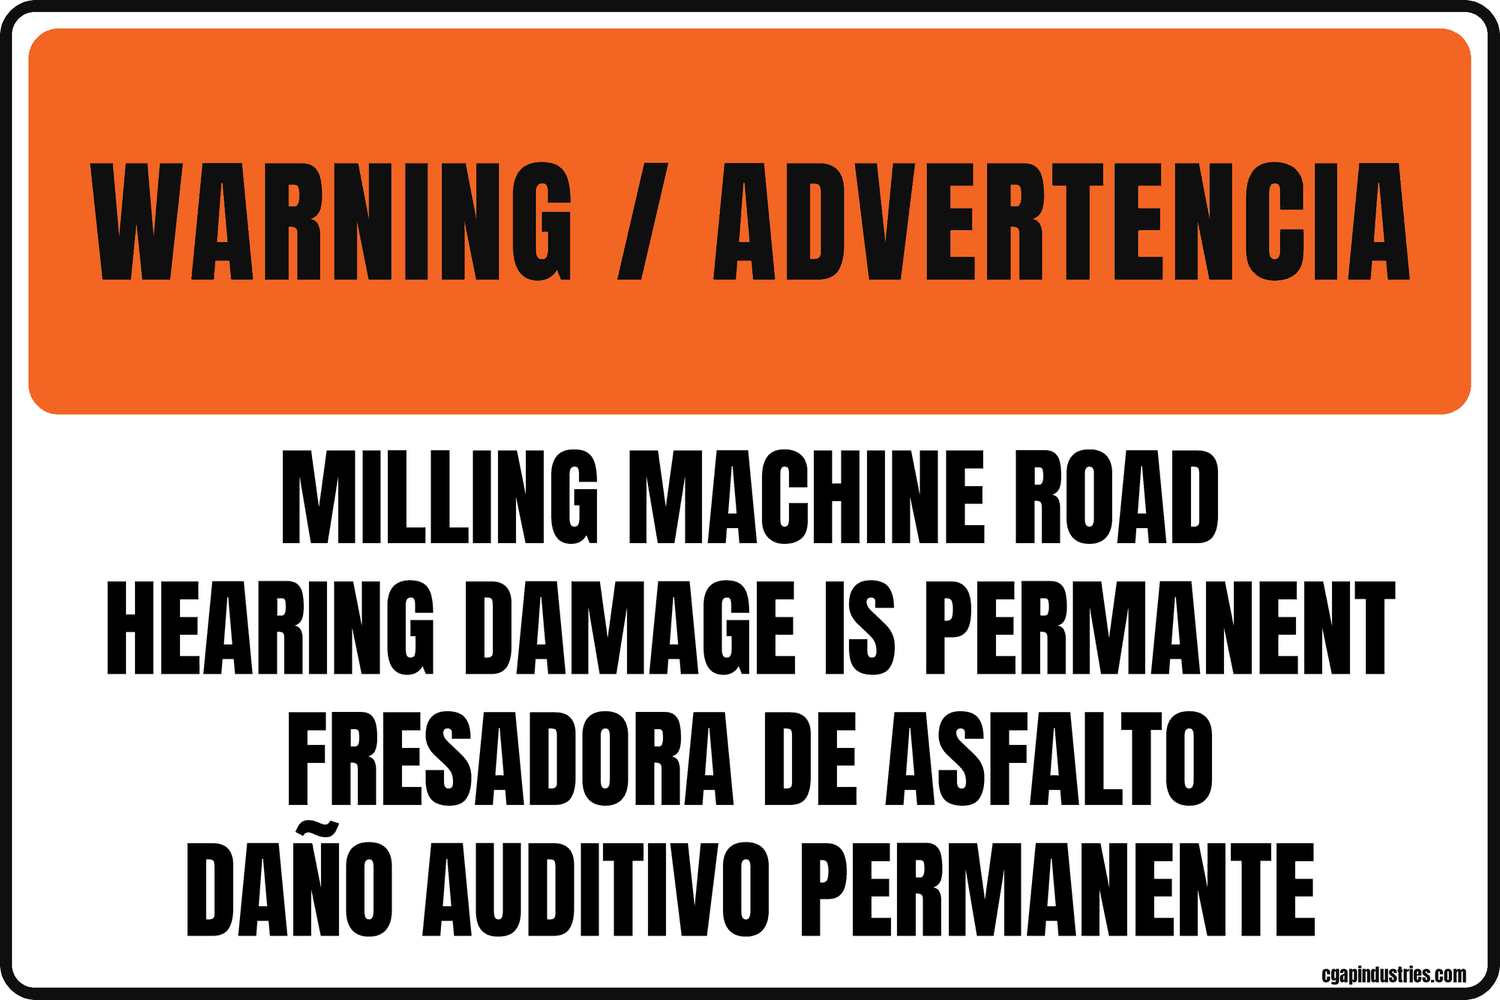 WARNING / ADVERTENCIA
MILLING MACHINE ROAD
HEARING DAMAGE IS PERMANENT
FRESADORA DE ASFALTO
DAÑO AUDITIVO PERMANENTE
cgapindustries.com